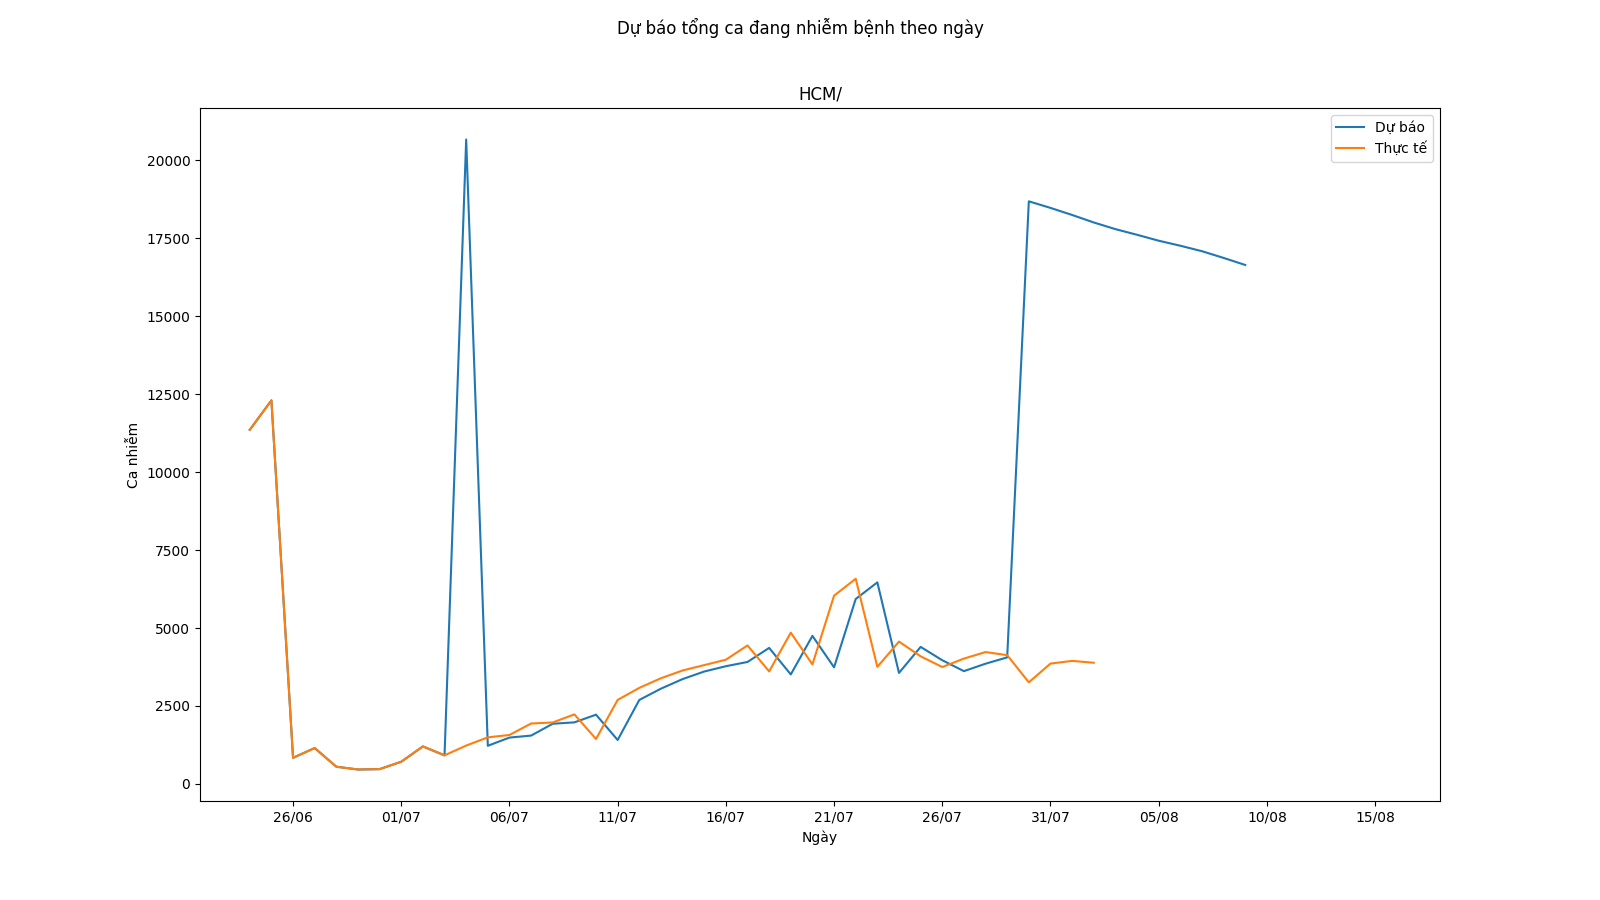 Dự báo tổng ca đang nhiễm bệnh theo ngày
HCM/
Dự báo
Thực tế
20000
17500
15000
12500
10000
7500
5000
2500
0
Ca nhiễm
26/06 01/07 06/07 11/07 16/07 21/07 26/07 31/07 05/08 10/08 15/08
Ngày